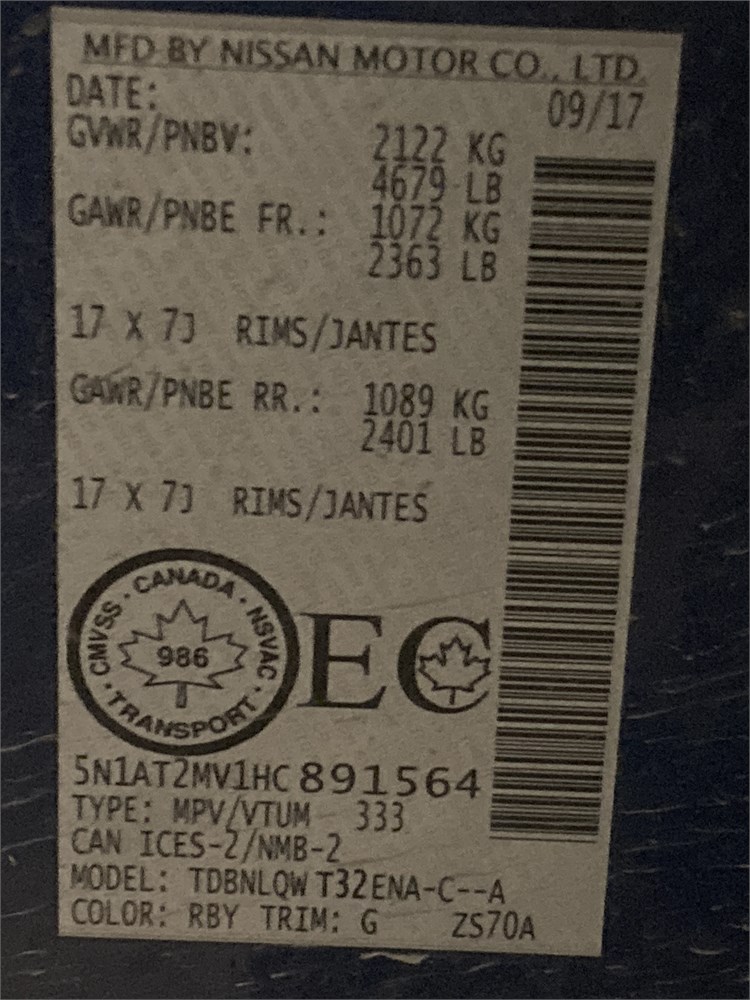 MFD BY NISSAN MOTOR CO., LTD.
DATE: 09/17
GVWR/PNBV: 2122 KG
4679 LB
GAWR/PNBE FR.: 1072 KG
2363 LB
17 X 7J RIMS/JANTES
GAWR/PNBE RR.: 1089 KG
2401 LB
17 X 7J RIMS/JANTES
CMVSS · CANADA · NSVAC · TRANSPORT ·
986
EC
5N1AT2MV1HC891564
TYPE: MPV/VTUM 333
CAN ICES-2/NMB-2
MODEL: TDBNLQW T32ENA-C--A
COLOR: RBY TRIM: G ZS70A